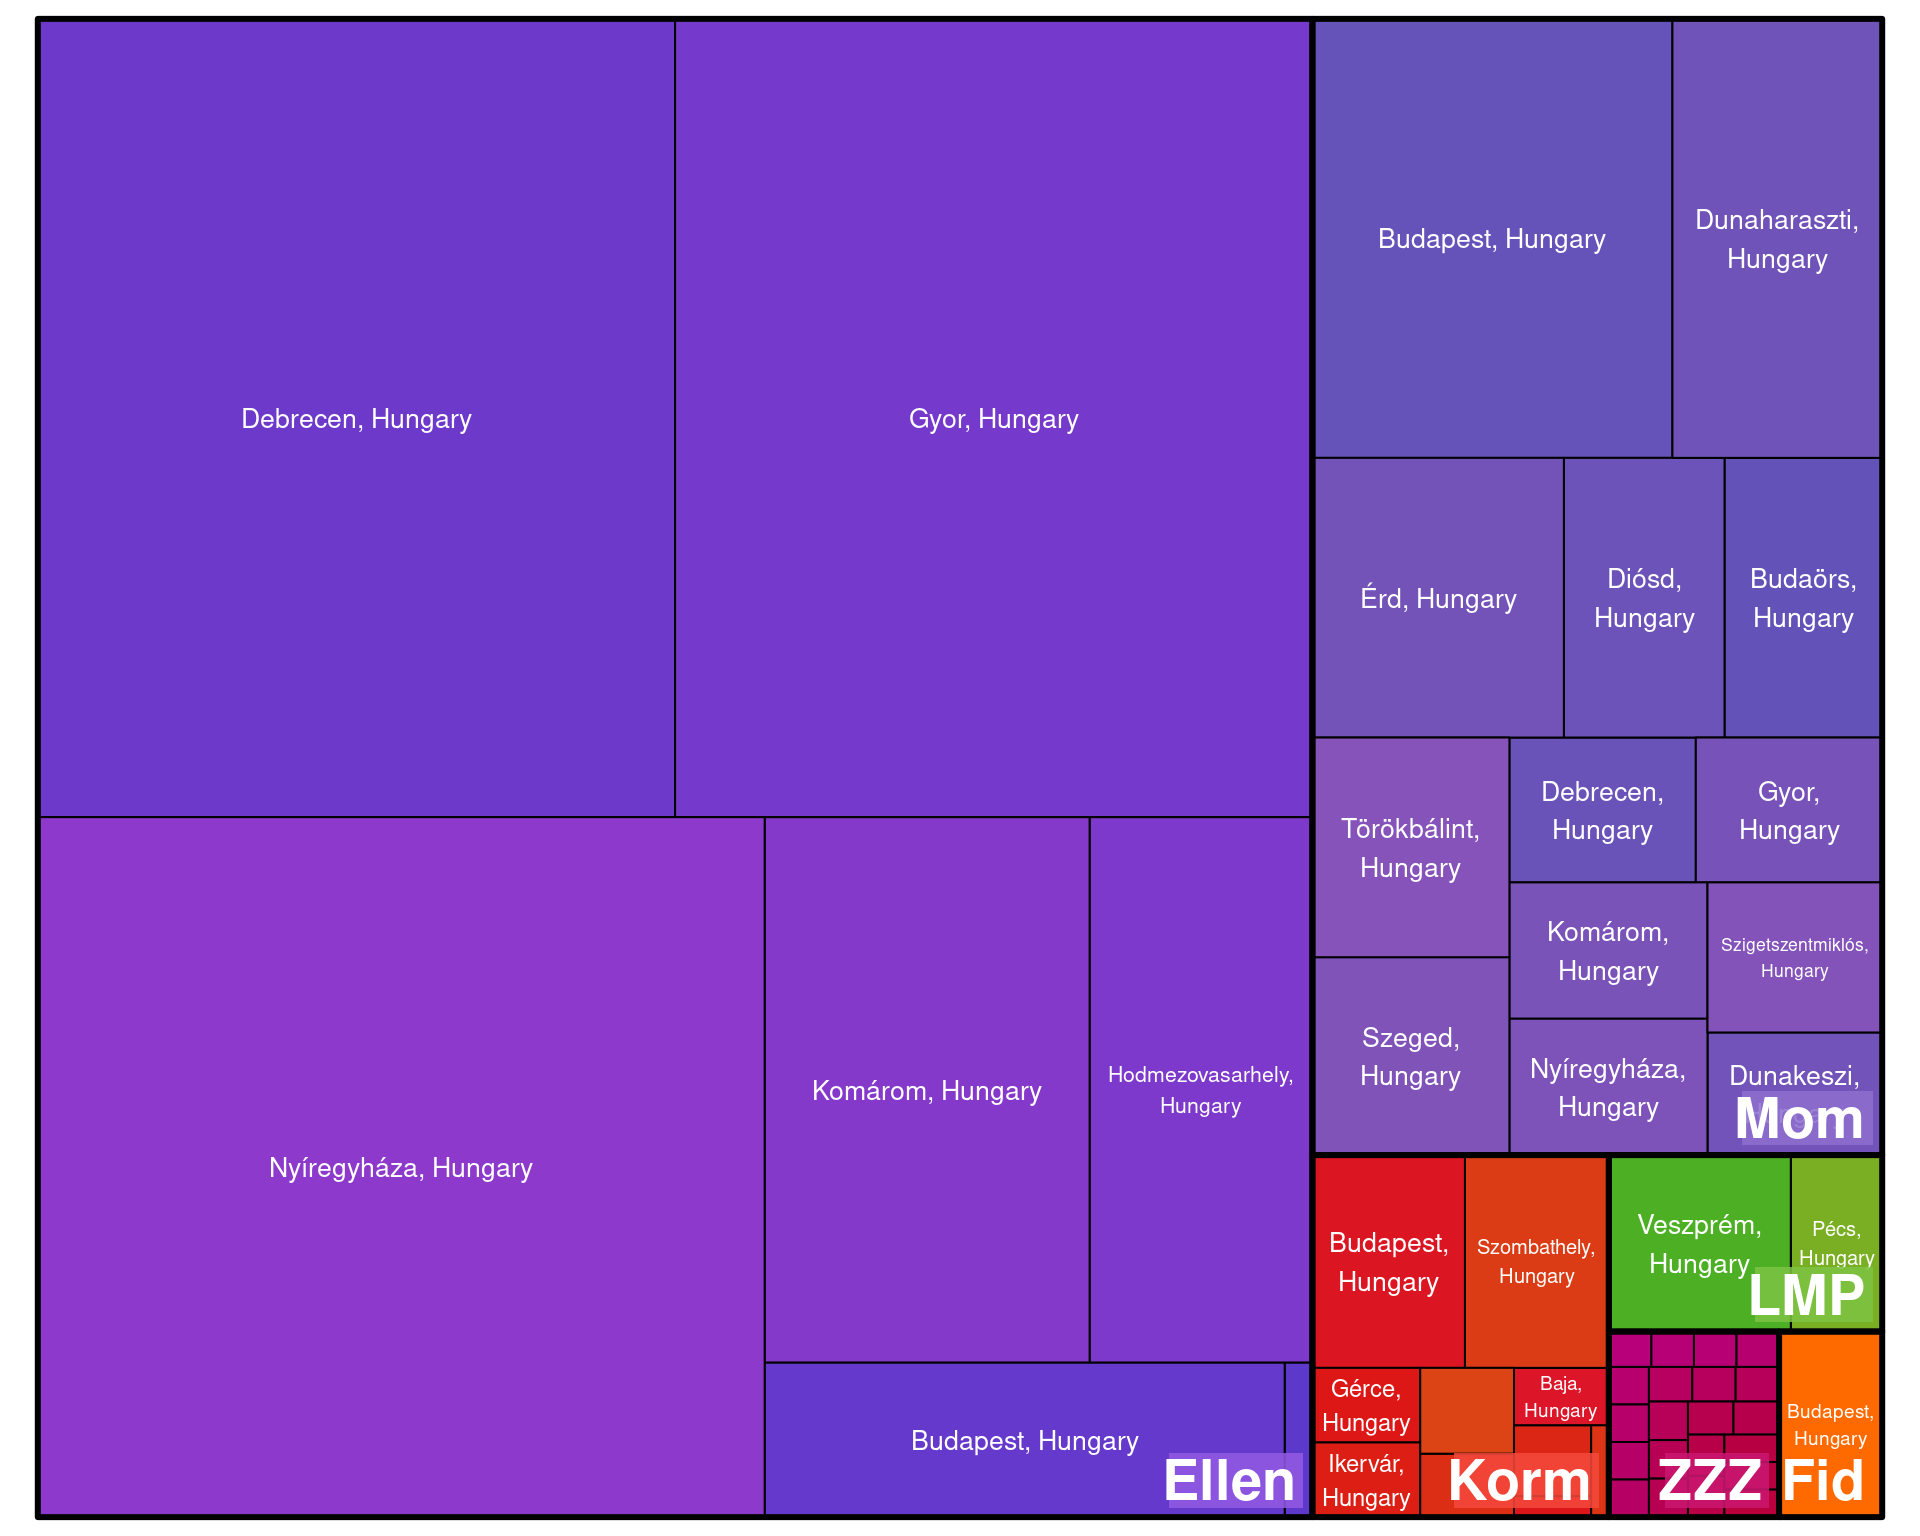 Debrecen, Hungary
Gyor, Hungary
Nyíregyháza, Hungary
Komárom, Hungary
Hodmezovasarhely,
Hungary
Budapest, Hungary
Ellen
Budapest, Hungary
Dunaharaszti,
Hungary
Érd, Hungary
Diósd,
Hungary
Budaörs,
Hungary
Törökbálint,
Hungary
Debrecen,
Hungary
Gyor,
Hungary
Szeged,
Hungary
Komárom,
Hungary
Szigetszentmiklós,
Hungary
Nyíregyháza,
Hungary
Dunakeszi,
Mom
Budapest,
Hungary
Szombathely,
Hungary
Gérce,
Hungary
Baja,
Hungary
Ikervár,
Hungary
Korm
Veszprém,
Hungary
Pécs,
Hungary
LMP
ZZZ
Budapest,
Hungary
Fid